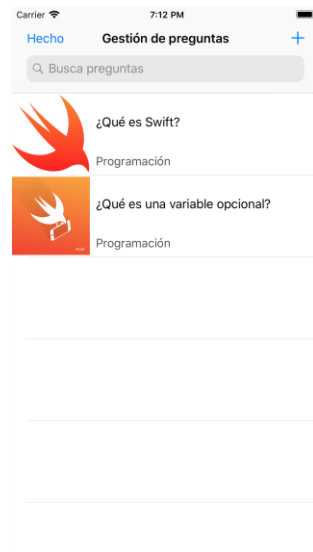 Carrier 7:12 PM
Hecho Gestión de preguntas +
Busca preguntas
¿Qué es Swift?
Programación
¿Qué es una variable opcional?
Programación